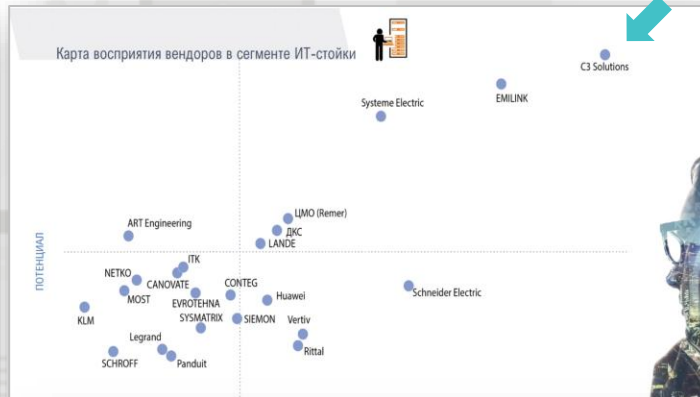 Карта восприятия вендоров в сегменте ИТ-стойки
C3 Solutions
EMILINK
Systeme Electric
ЦМО (Remer)
ART Engineering
ДКС
LANDE
ПОТЕНЦИАЛ
ITK
NETKO
CANOVATE
CONTEG
Schneider Electric
MOST
EVROTEHNA
Huawei
KLM
SYSMATRIX
SIEMON
Vertiv
Legrand
Rittal
SCHROFF
Panduit